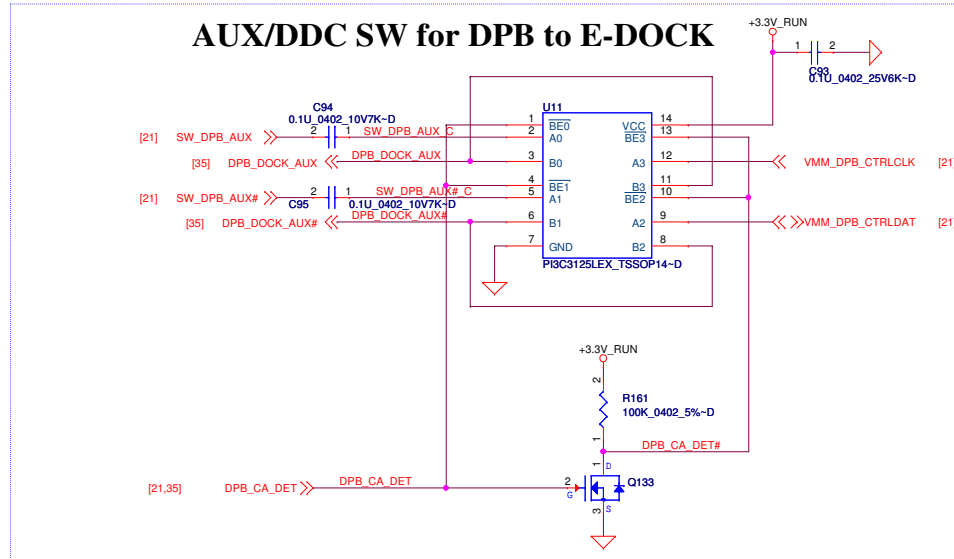 AUX/DDC SW for DPB to E-DOCK
+3.3V_RUN
1 2
C93
0.1U_0402_25V6K~D
C94
0.1U_0402_10V7K~D
U11
[21] SW_DPB_AUX 2 1 SW_DPB_AUX_C
[35] DPB_DOCK_AUX DPB_DOCK_AUX
[21] SW_DPB_AUX# 2 1 SW_DPB_AUX#_C
C95 0.1U_0402_10V7K~D
[35] DPB_DOCK_AUX# DPB_DOCK_AUX#
1 BE0 VCC 14
2 A0 BE3 13
3 B0 A3 12 VMM_DPB_CTRLCLK [21]
4 BE1 B3 11
5 A1 BE2 10
6 B1 A2 9 VMM_DPB_CTRLDAT [21]
7 GND B2 8
PI3C3125LEX_TSSOP14~D
+3.3V_RUN
2
R161
100K_0402_5%~D
1
DPB_CA_DET#
1 D
[21,35] DPB_CA_DET DPB_CA_DET 2 G Q133
3 S